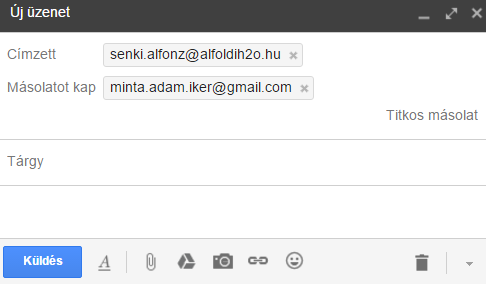 Új üzenet
Címzett senki.alfonz@alfoldih2o.hu
Másolatot kap minta.adam.iker@gmail.com
Titkos másolat
Tárgy
Küldés A